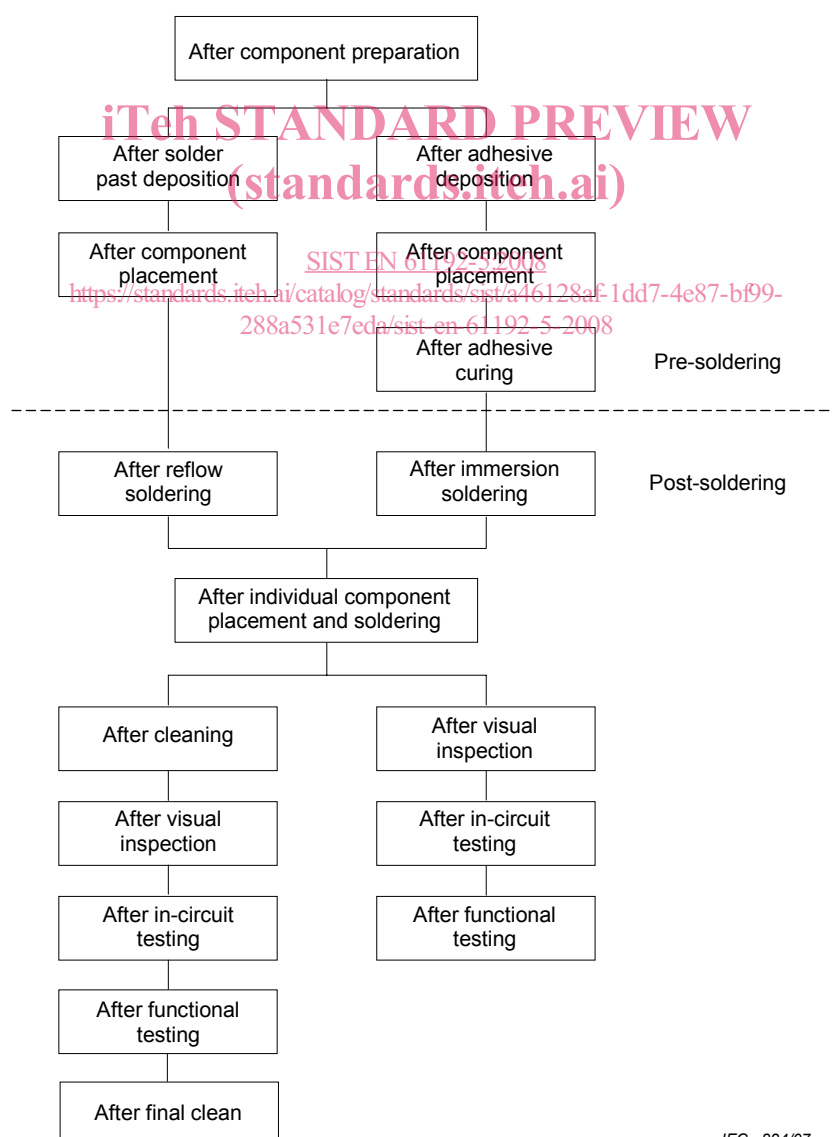 After component preparation
iTeh STANDARD PREVIEW
After solder
past deposition
After adhesive
deposition
(standards.iteh.ai)
After component
placement
After component
placement
SIST EN 61192-5:2008
https://standards.iteh.ai/catalog/standards/sist/a46128af-1dd7-4e87-bf99-
288a531e7eda/sist-en-61192-5-2008
After adhesive
curing
Pre-soldering
After reflow
soldering
After immersion
soldering
Post-soldering
After individual component
placement and soldering
After cleaning
After visual
inspection
After visual
inspection
After in-circuit
testing
After in-circuit
testing
After functional
testing
After functional
testing
After final clean